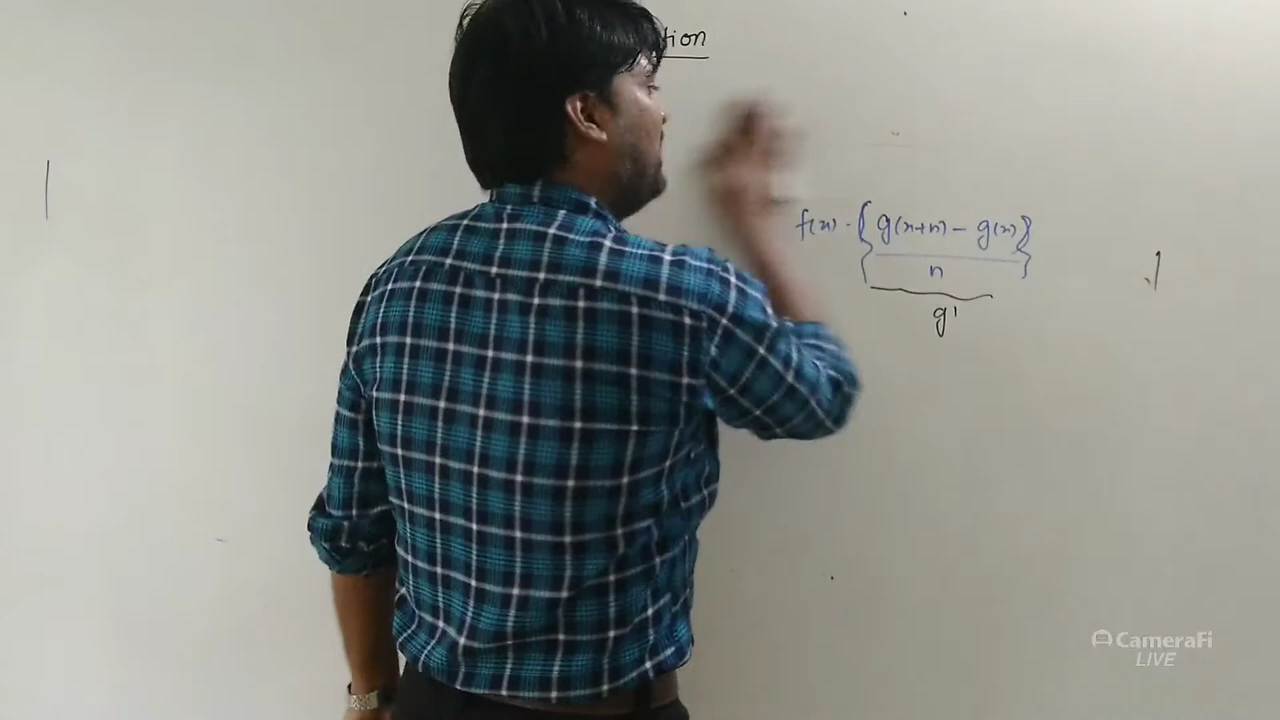 tion
f(x) · { g(x+h) - g(x) }
h
g'
CameraFi
LIVE